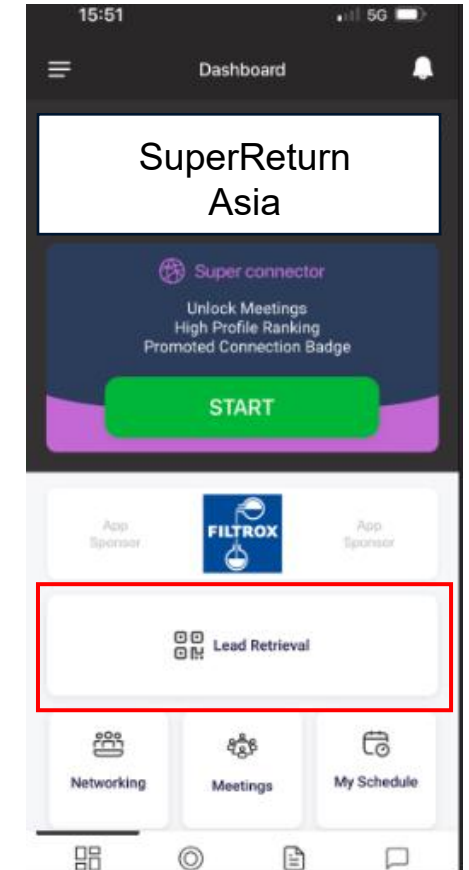 15:51
5G
Dashboard
SuperReturn
Asia
Super connector
Unlock Meetings
High Profile Ranking
Promoted Connection Badge
START
App
Sponsor
FILTROX
App
Sponsor
Lead Retrieval
Networking
Meetings
My Schedule